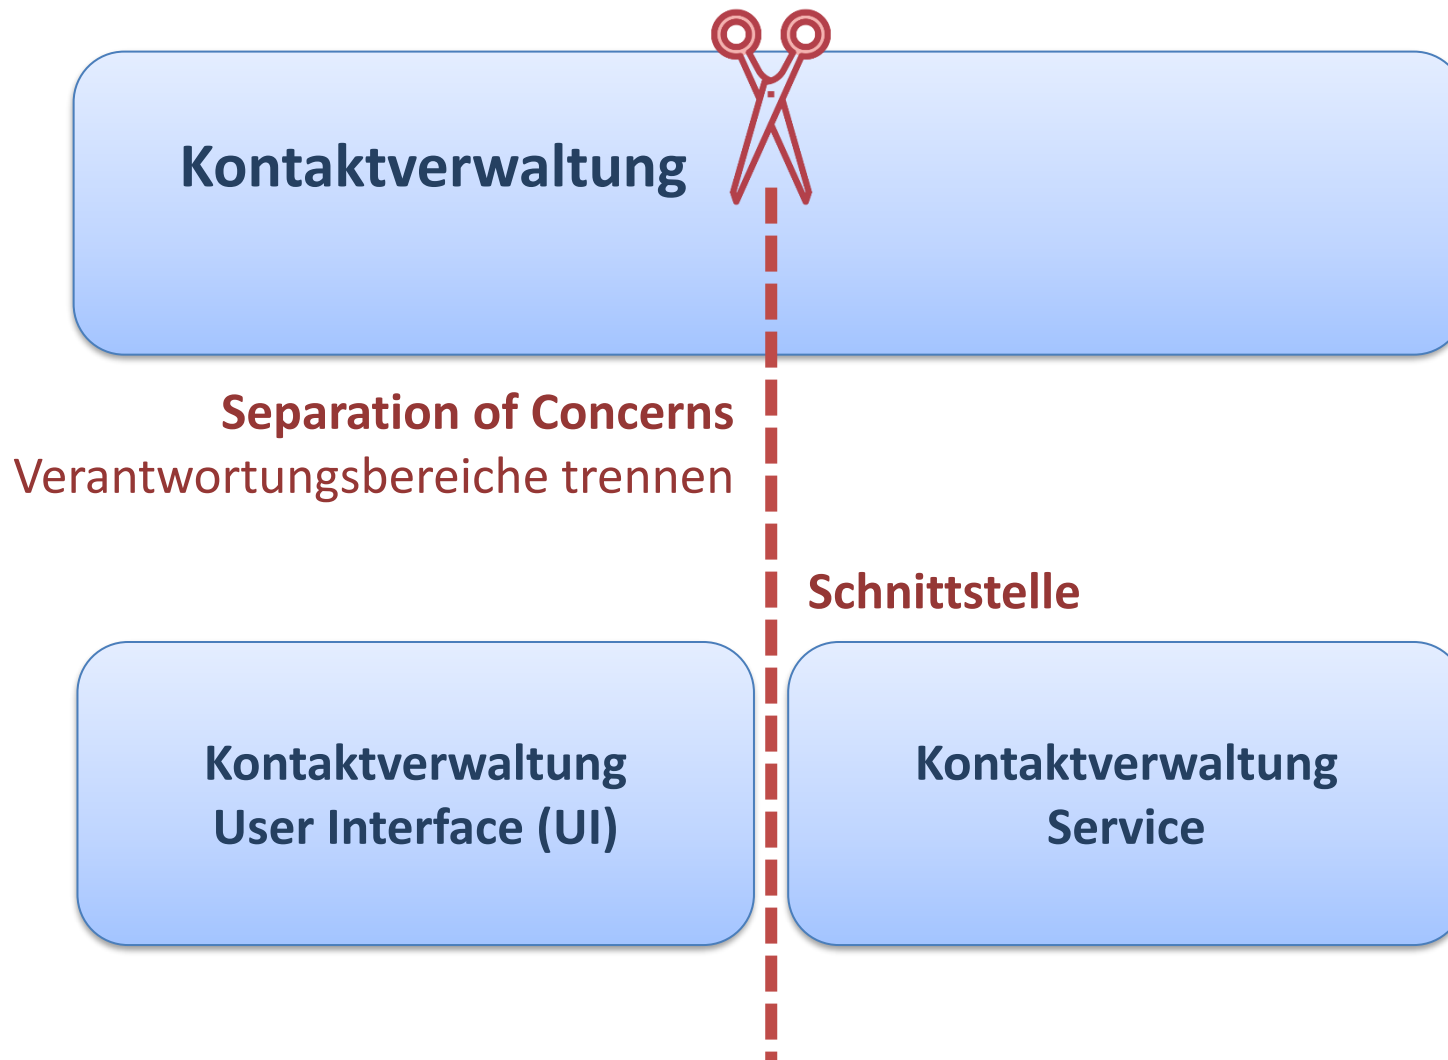 Kontaktverwaltung
Separation of Concerns
Verantwortungsbereiche trennen
Schnittstelle
Kontaktverwaltung
User Interface (UI)
Kontaktverwaltung
Service